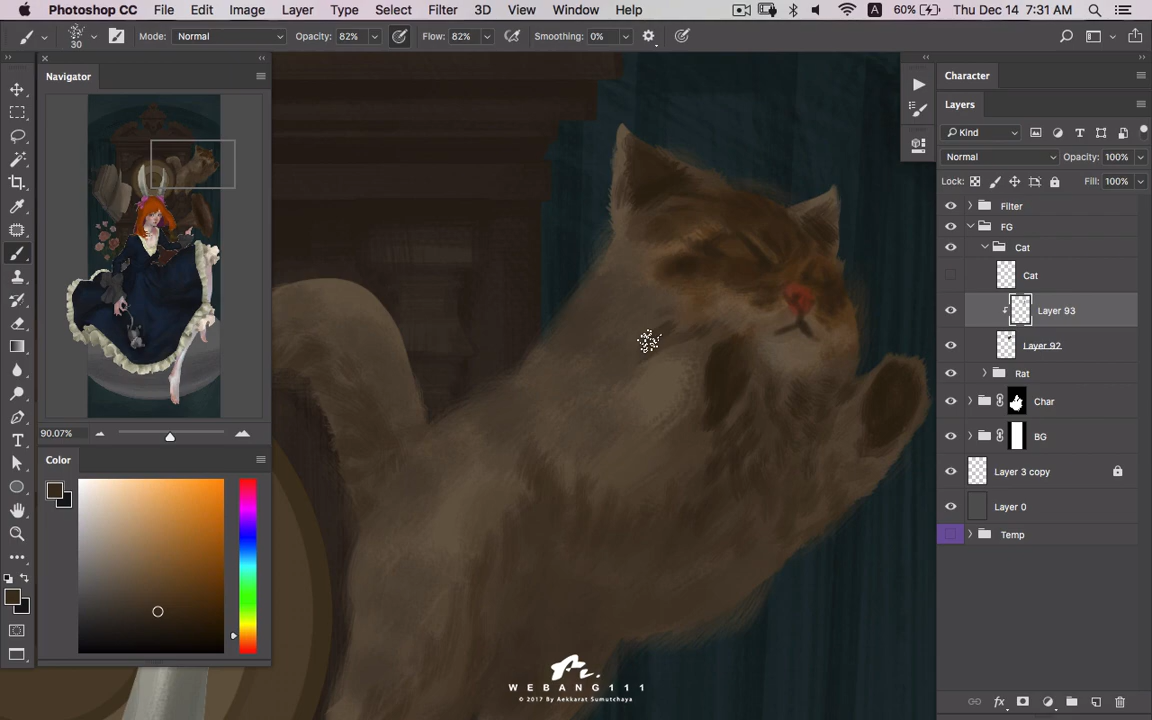 Photoshop CC File Edit Image Layer Type Select Filter 3D View Window Help A 60% Thu Dec 14 7:31 AM
30 Mode: Normal Opacity: 82% Flow: 82% Smoothing: 0%
Navigator
90.07%
Color
Character
Layers
Kind
Normal Opacity: 100%
Lock: Fill: 100%
Filter
FG
Cat
Cat
Layer 93
Layer 92
Rat
Char
BG
Layer 3 copy
Layer 0
Temp
fx
WEBANG111
© 2017 By Aekkarat Sumutchaya